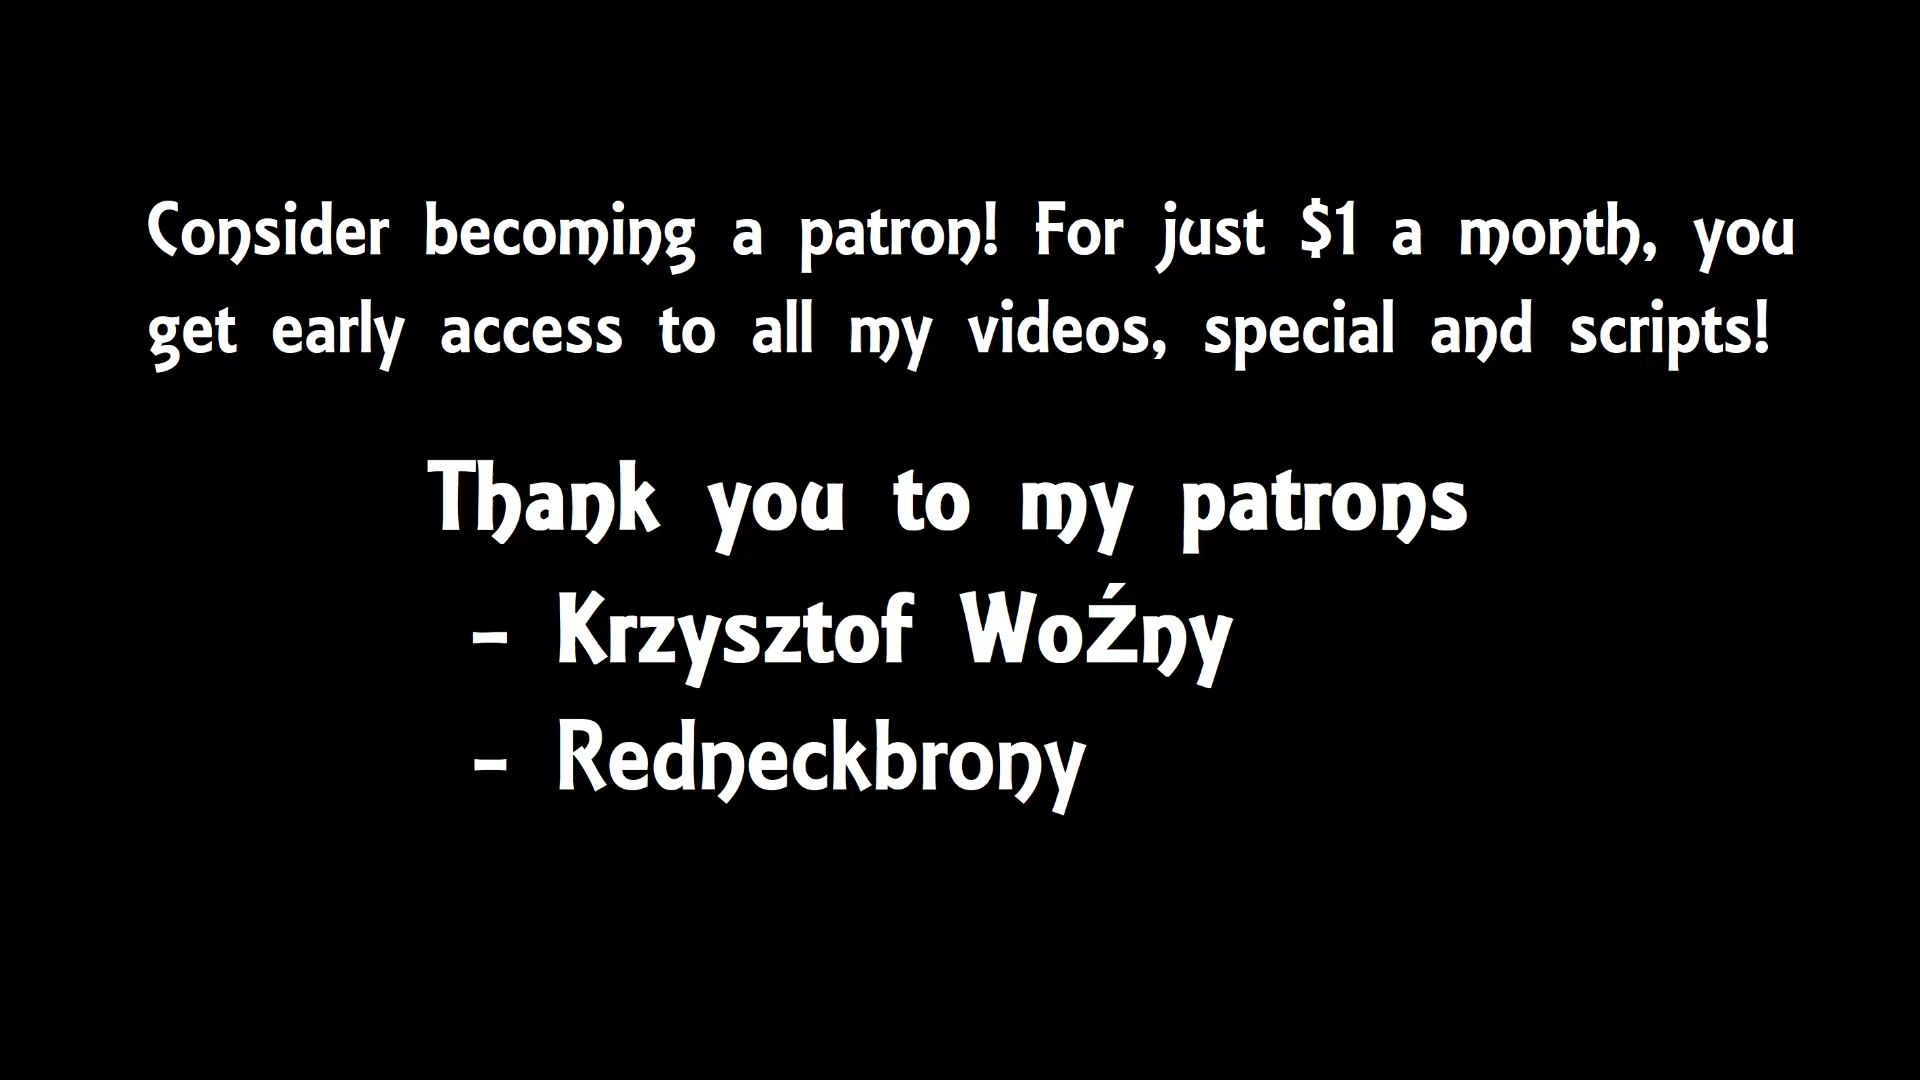 Consider becoming a patron! For just $1 a month, you
get early access to all my videos, special and scripts!
Thank you to my patrons
- Krzysztof Woźny
- Redneckbrony